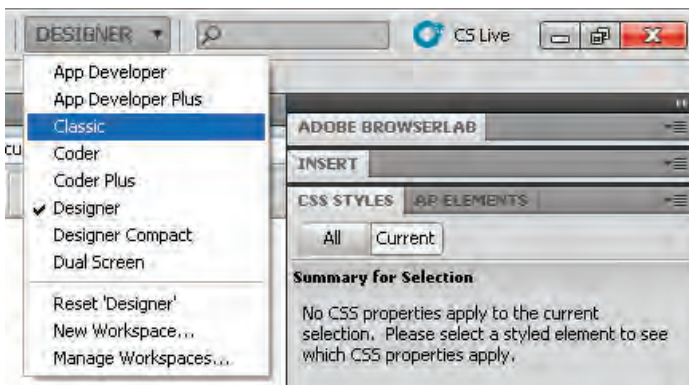 DESIGNER
CS Live
App Developer
App Developer Plus
Classic
Coder
Coder Plus
Designer
Designer Compact
Dual Screen
Reset 'Designer'
New Workspace...
Manage Workspaces...
cu
ADOBE BROWSERLAB
INSERT
CSS STYLES AP ELEMENTS
All Current
Summary for Selection
No CSS properties apply to the current
selection. Please select a styled element to see
which CSS properties apply.